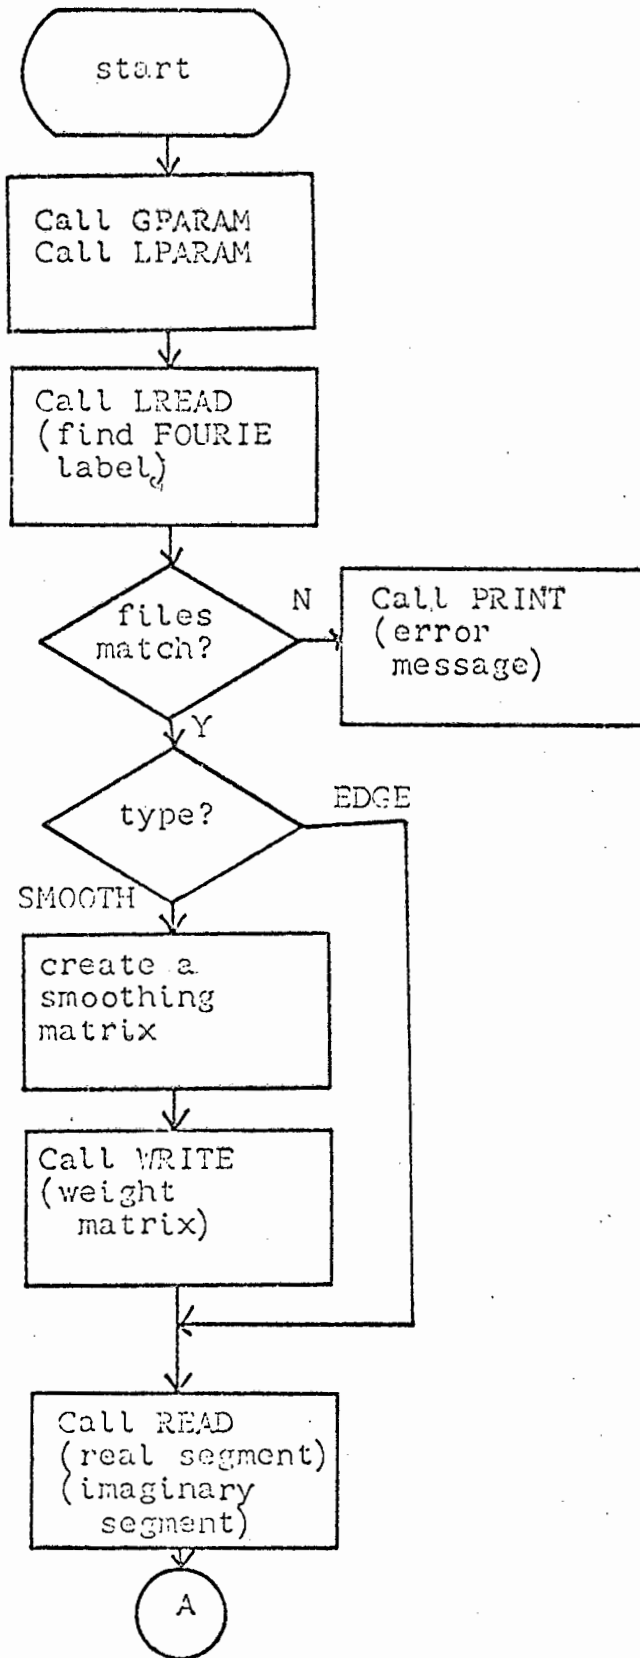 start
Call GPARAM
Call LPARAM
Call LREAD
(find FOURIE
label)
files
match?
N
Call PRINT
(error
message)
Y
type?
EDGE
SMOOTH
create a
smoothing
matrix
Call WRITE
(weight
matrix)
Call READ
(real segment)
(imaginary
segment)
A